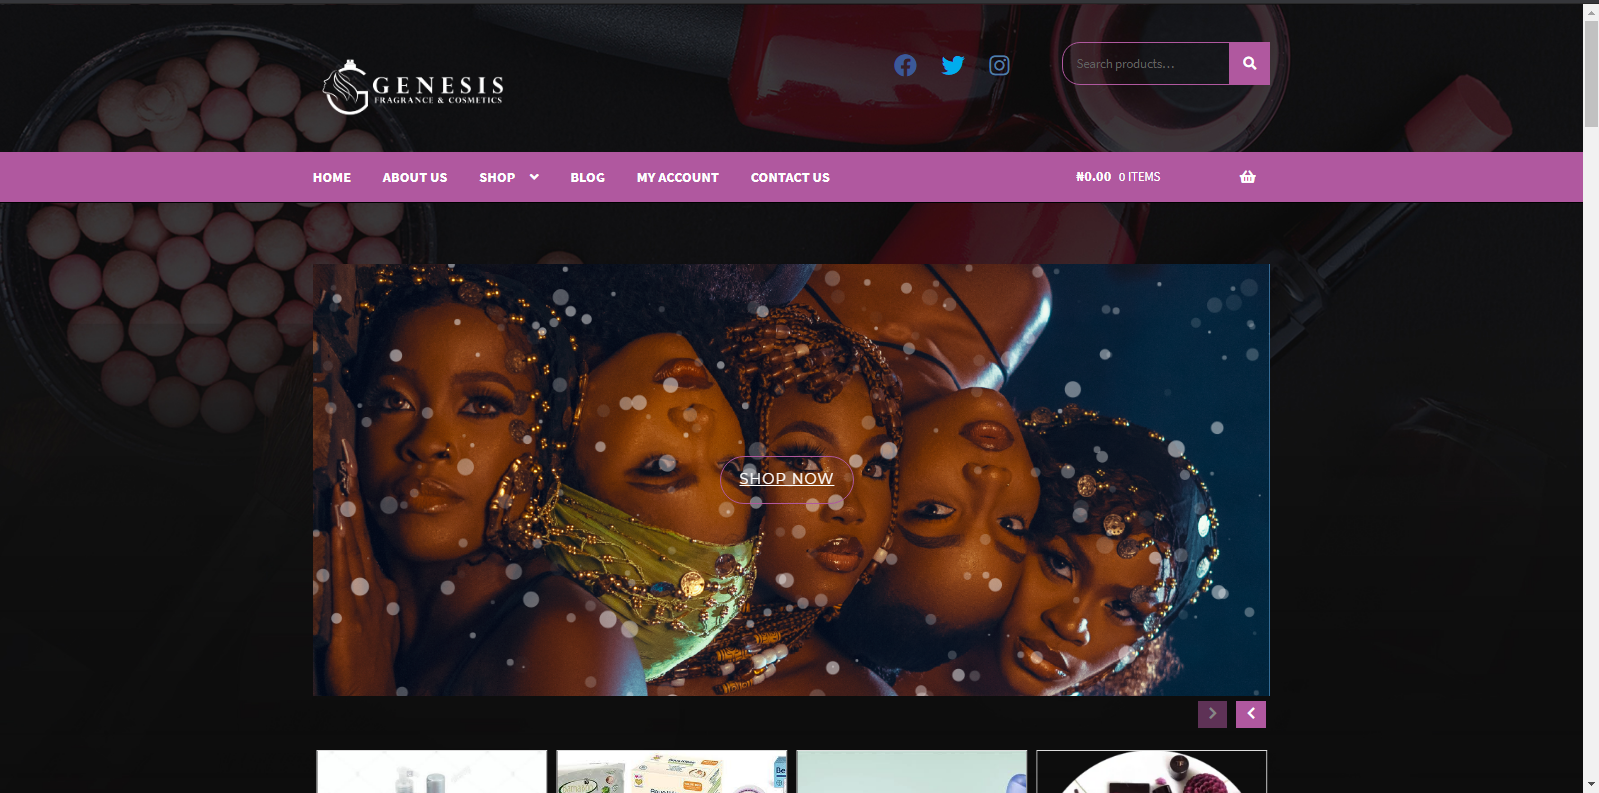 GENESIS
FRAGRANCE & COSMETICS
Search products…
HOME ABOUT US SHOP BLOG MY ACCOUNT CONTACT US ₦0.00 0 ITEMS
SHOP NOW